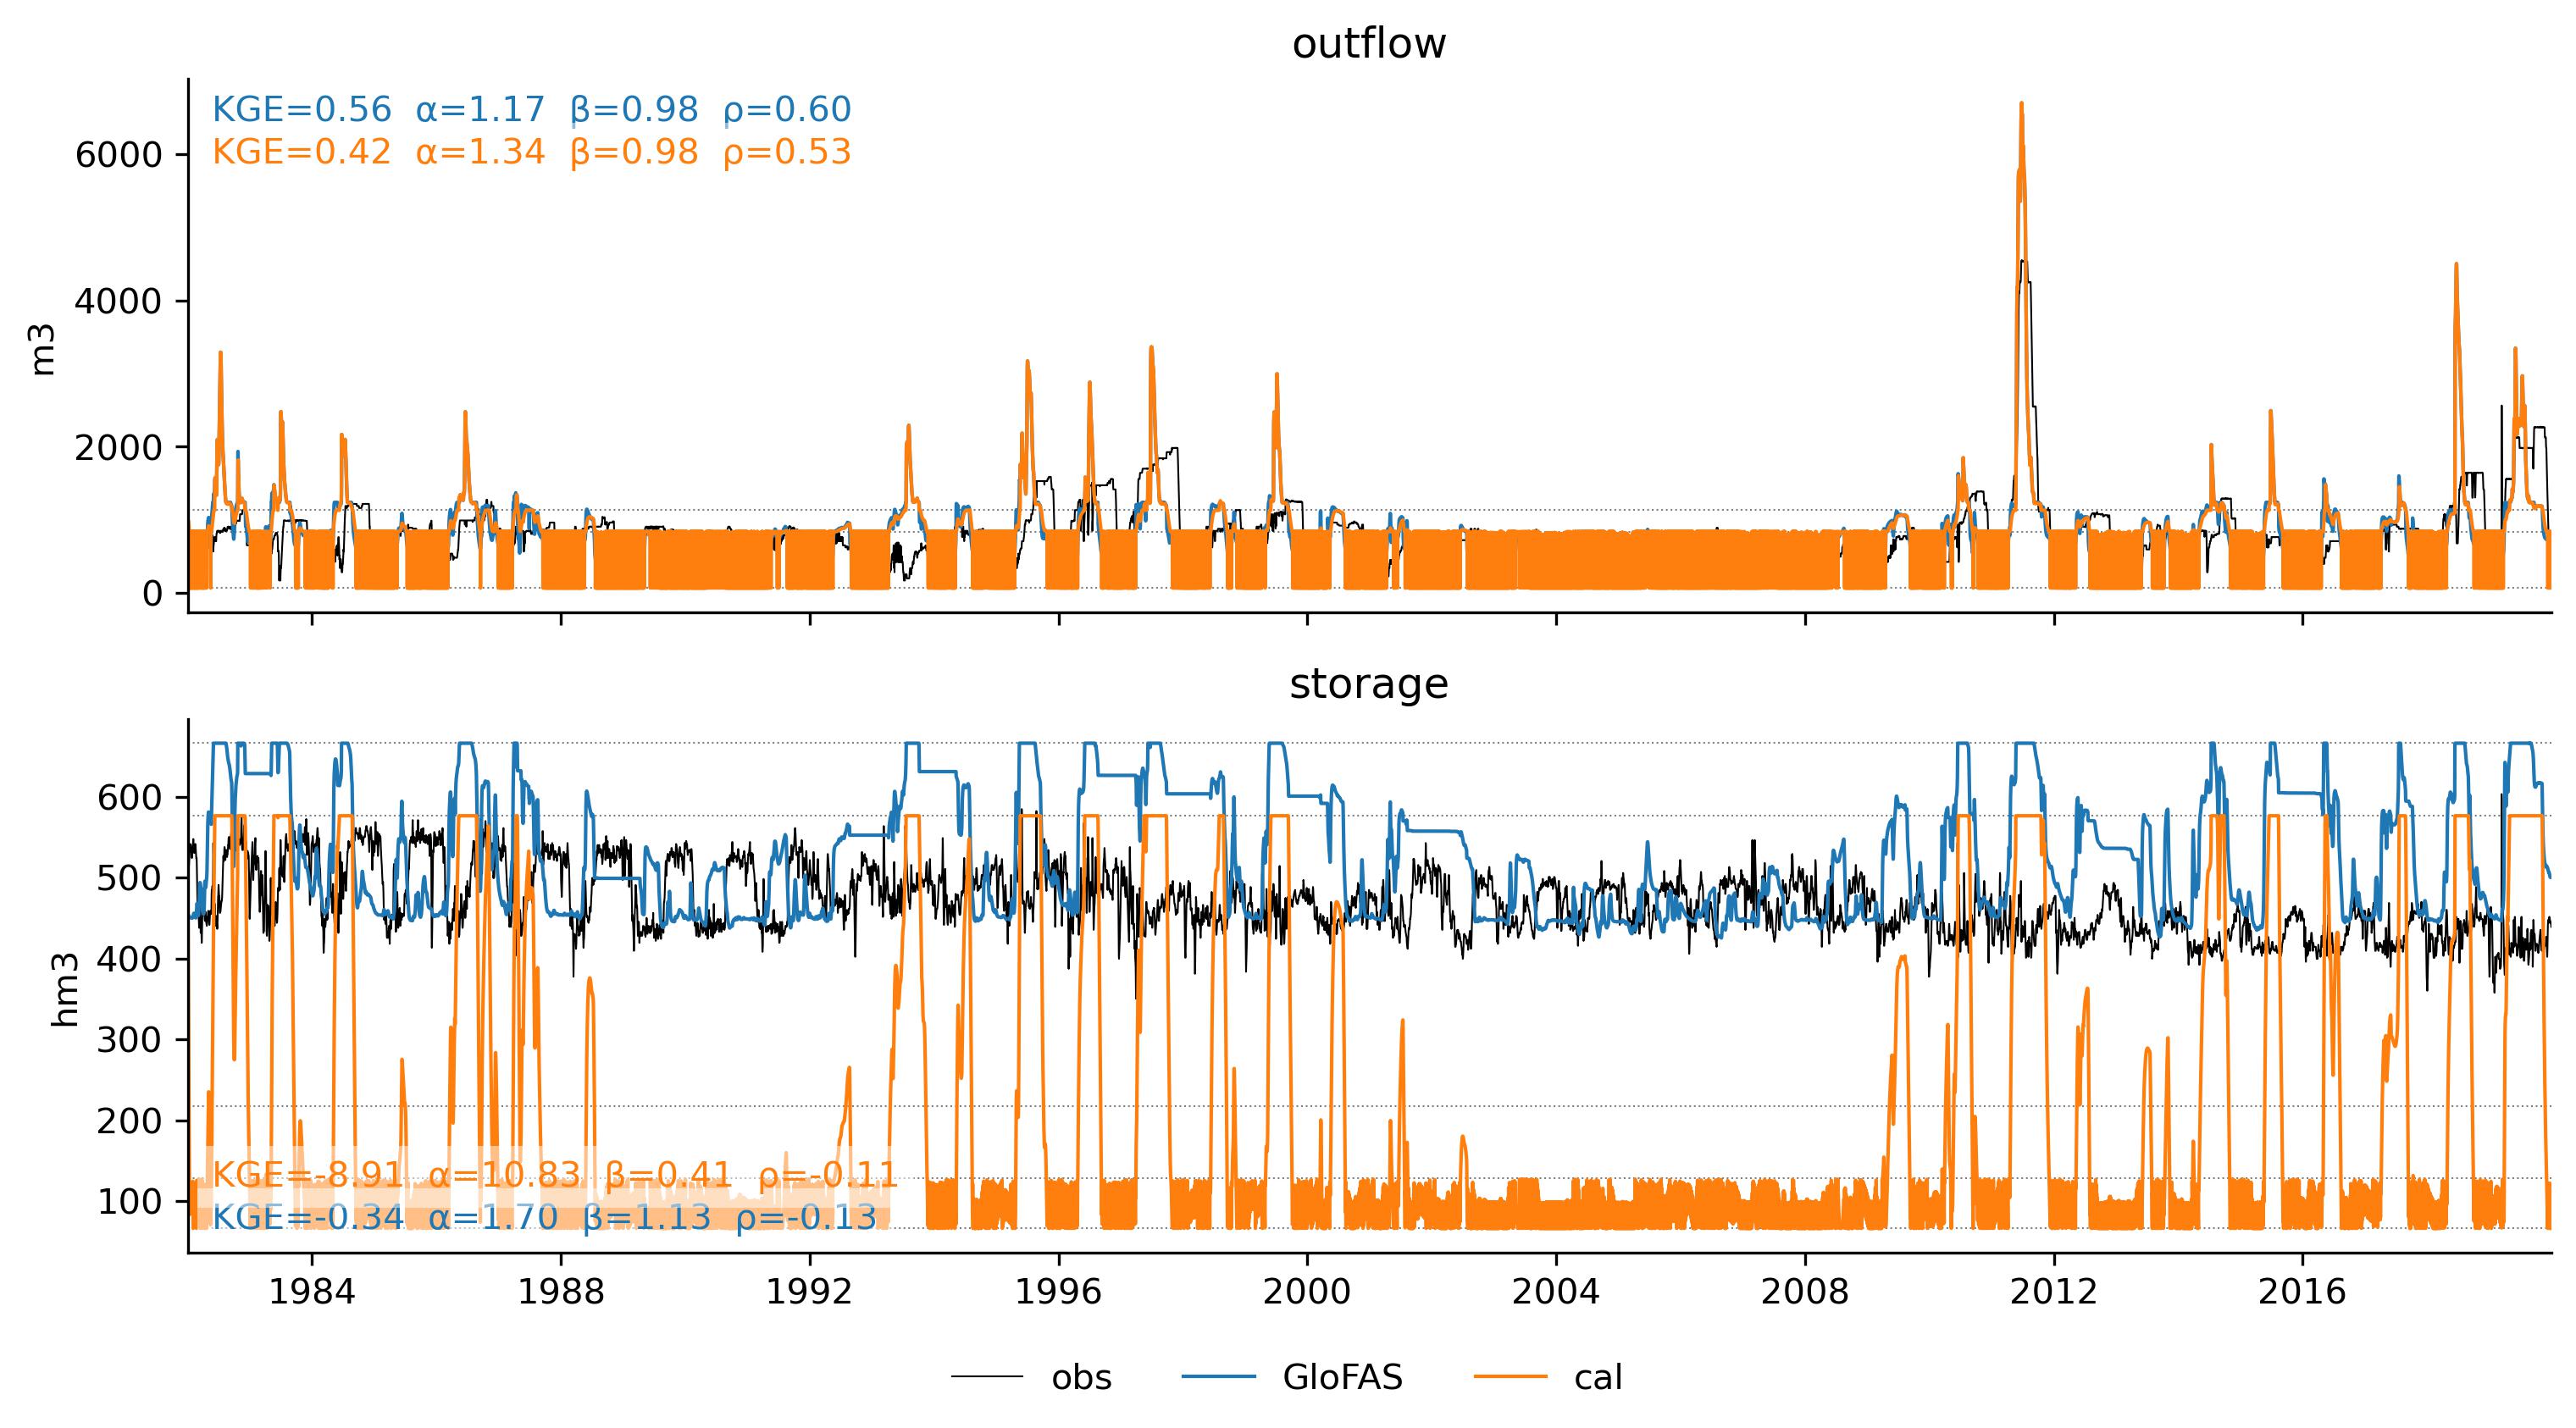 outflow
KGE=0.56 α=1.17 β=0.98 ρ=0.60
KGE=0.42 α=1.34 β=0.98 ρ=0.53
6000
4000
2000
0
m3
storage
600
500
400
300
200
100
hm3
KGE=-8.91 α=10.83 β=0.41 ρ=-0.11
KGE=-0.34 α=1.70 β=1.13 ρ=-0.13
1984 1988 1992 1996 2000 2004 2008 2012 2016
obs GloFAS cal